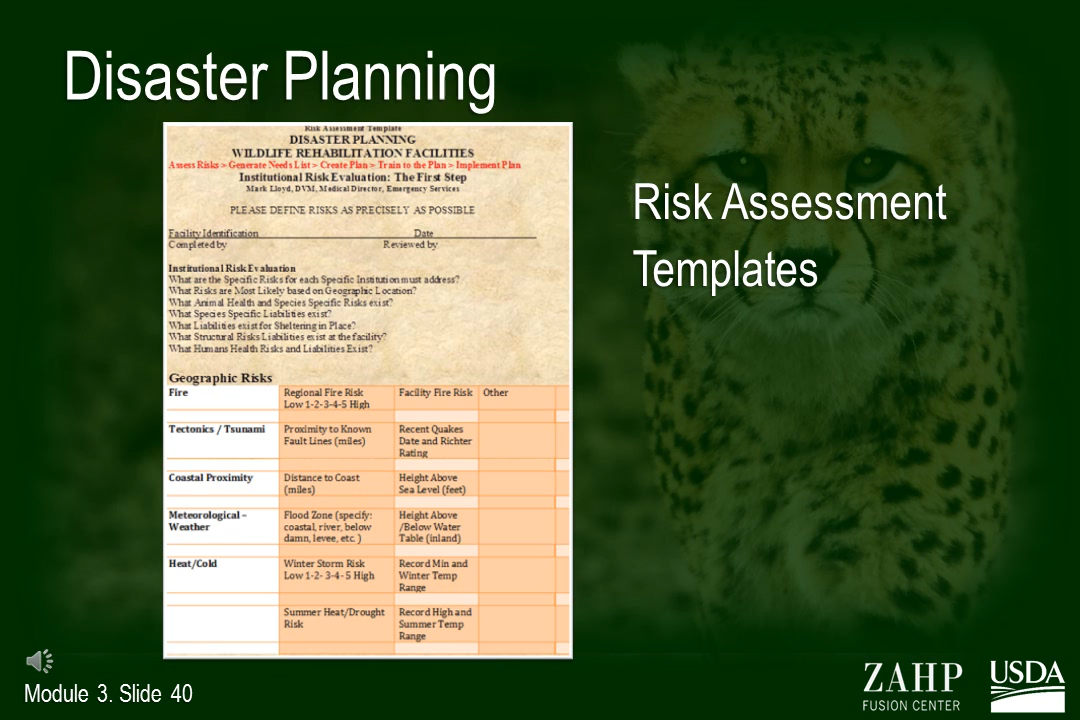 Disaster Planning
Risk Assessment Template
DISASTER PLANNING
WILDLIFE REHABILITATION FACILITIES
Assess Risks > Generate Needs List > Create Plan > Train to the Plan > Implement Plan
Institutional Risk Evaluation: The First Step
Mark Lloyd, DVM, Medical Director, Emergency Services
PLEASE DEFINE RISKS AS PRECISELY AS POSSIBLE
Facility Identification Date
Completed by Reviewed by
Institutional Risk Evaluation
What are the Specific Risks for each Specific Institution must address?
What Risks are Most Likely based on Geographic Location?
What Animal Health and Species Specific Risks exist?
What Species Specific Liabilities exist?
What Liabilities exist for Sheltering in Place?
What Structural Risks Liabilities exist at the facility?
What Humans Health Risks and Liabilities Exist?
Geographic Risks
Fire
Regional Fire Risk
Low 1-2-3-4-5 High
Facility Fire Risk
Other
Tectonics / Tsunami
Proximity to Known
Fault Lines (miles)
Recent Quakes
Date and Richter
Rating
Coastal Proximity
Distance to Coast
(miles)
Height Above
Sea Level (feet)
Meteorological –
Weather
Flood Zone (specify:
coastal, river, below
damn, levee, etc. )
Height Above
/Below Water
Table (inland)
Heat/Cold
Winter Storm Risk
Low 1-2- 3-4- 5 High
Record Min and
Winter Temp
Range
Summer Heat/Drought
Risk
Record High and
Summer Temp
Range
Risk Assessment
Templates
Module 3. Slide 40
ZAHP
FUSION CENTER
USDA